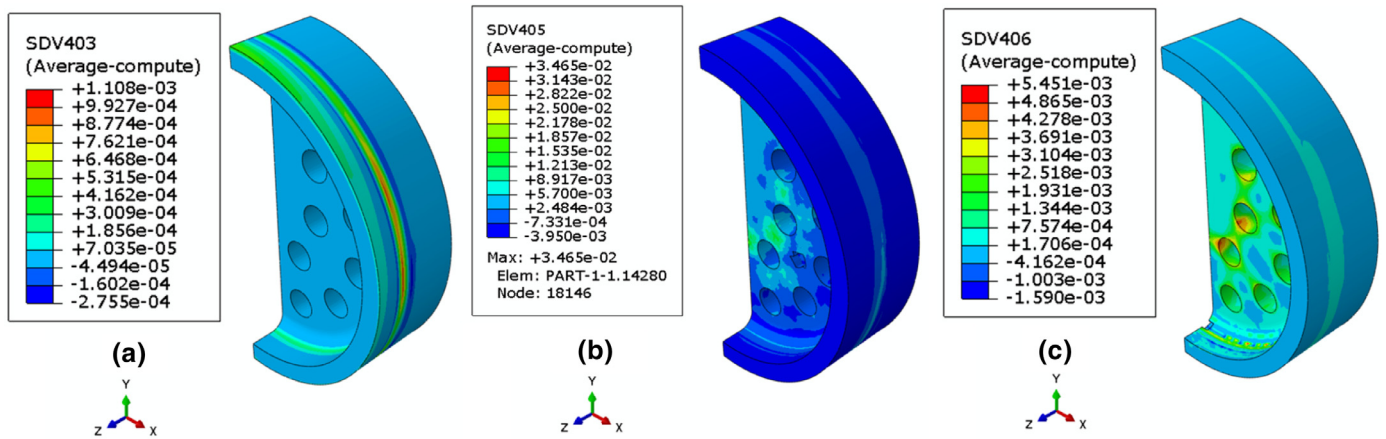 SDV403
(Average-compute)
+1.108e-03
+9.927e-04
+8.774e-04
+7.621e-04
+6.468e-04
+5.315e-04
+4.162e-04
+3.009e-04
+1.856e-04
+7.035e-05
-4.494e-05
-1.602e-04
-2.755e-04
(a)
Y
Z
X
SDV405
(Average-compute)
+3.465e-02
+3.143e-02
+2.822e-02
+2.500e-02
+2.178e-02
+1.857e-02
+1.535e-02
+1.213e-02
+8.917e-03
+5.700e-03
+2.484e-03
-7.331e-04
-3.950e-03
Max: +3.465e-02
Elem: PART-1-1.14280
Node: 18146
(b)
Y
Z
X
SDV406
(Average-compute)
+5.451e-03
+4.865e-03
+4.278e-03
+3.691e-03
+3.104e-03
+2.518e-03
+1.931e-03
+1.344e-03
+7.574e-04
+1.706e-04
-4.162e-04
-1.003e-03
-1.590e-03
(c)
Y
Z
X